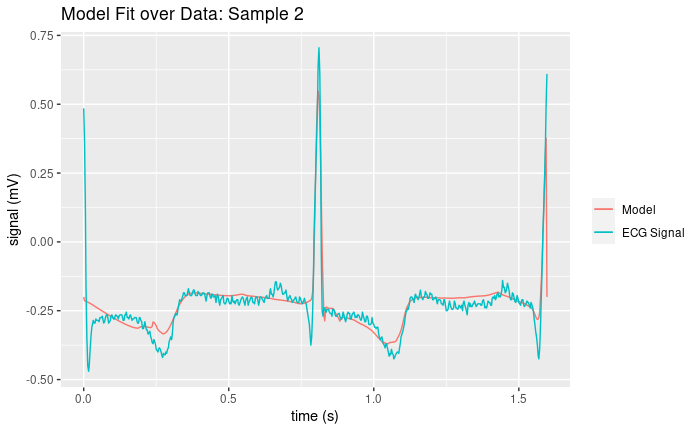 Model Fit over Data: Sample 2
0.75
0.50
0.25
0.00
-0.25
-0.50
signal (mV)
0.0 0.5 1.0 1.5
time (s)
Model
ECG Signal